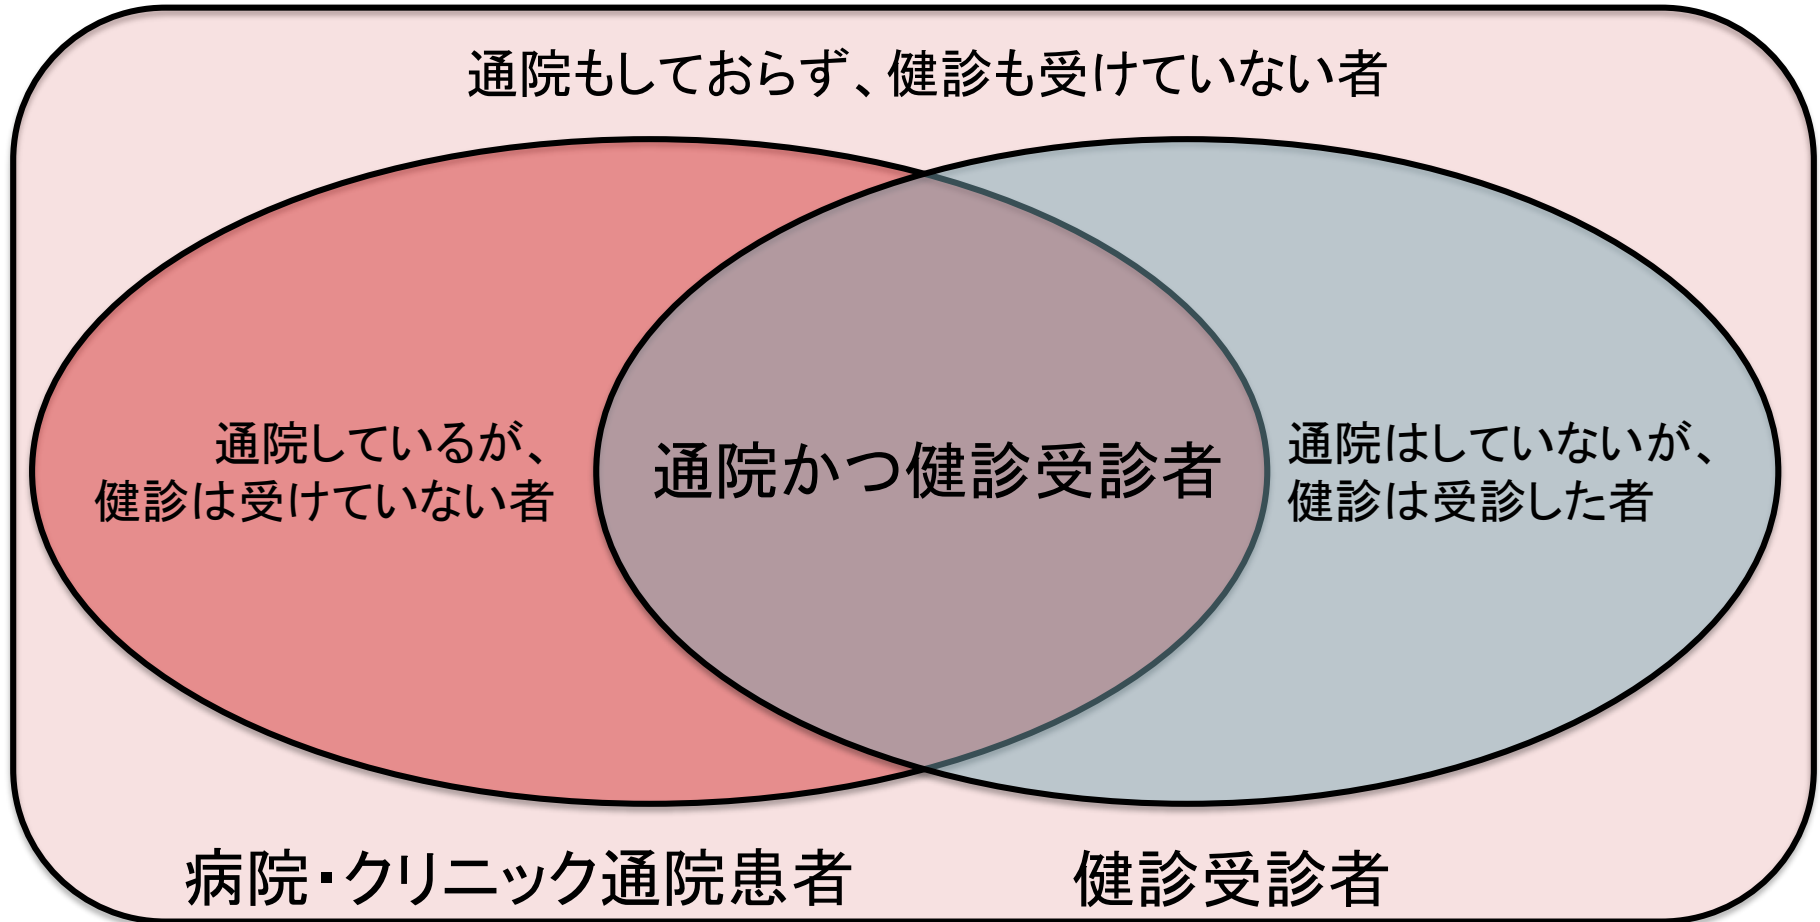 通院もしておらず、健診も受けていない者
通院しているが、
健診は受けていない者
通院かつ健診受診者
通院はしていないが、
健診は受診した者
病院・クリニック通院患者
健診受診者